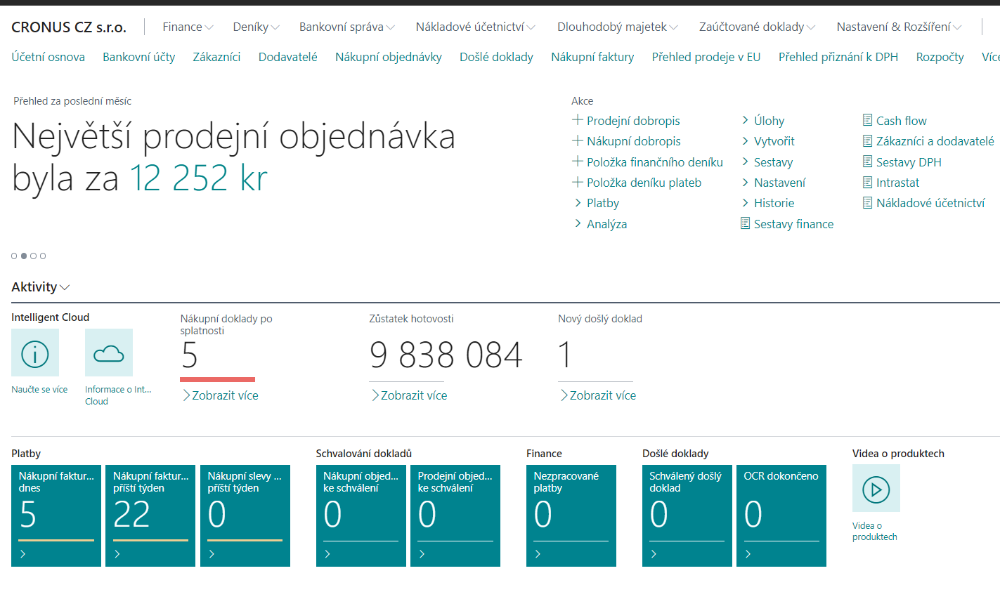 CRONUS CZ s.r.o.
Finance
Deníky
Bankovní správa
Nákladové účetnictví
Dlouhodobý majetek
Zaúčtované doklady
Nastavení & Rozšíření
Účetní osnova
Bankovní účty
Zákazníci
Dodavatelé
Nákupní objednávky
Došlé doklady
Nákupní faktury
Přehled prodeje v EU
Přehled přiznání k DPH
Rozpočty
Více
Přehled za poslední měsíc
Největší prodejní objednávka
byla za 12 252 kr
Akce
Prodejní dobropis
Nákupní dobropis
Položka finančního deníku
Položka deníku plateb
Platby
Analýza
Úlohy
Vytvořit
Sestavy
Nastavení
Historie
Sestavy finance
Cash flow
Zákazníci a dodavatelé
Sestavy DPH
Intrastat
Nákladové účetnictví
Aktivity
Intelligent Cloud
Naučte se více
Informace o Int...
Cloud
Nákupní doklady po
splatnosti
5
Zobrazit více
Zůstatek hotovosti
9 838 084
Zobrazit více
Nový došlý doklad
1
Zobrazit více
Platby
Nákupní faktur...
dnes
5
Nákupní faktur...
příští týden
22
Nákupní slevy ...
příští týden
0
Schvalování dokladů
Nákupní objed...
ke schválení
0
Prodejní objed...
ke schválení
0
Finance
Nezpracované
platby
0
Došlé doklady
Schválený došlý
doklad
0
OCR dokončeno
0
Videa o produktech
Videa o
produktech